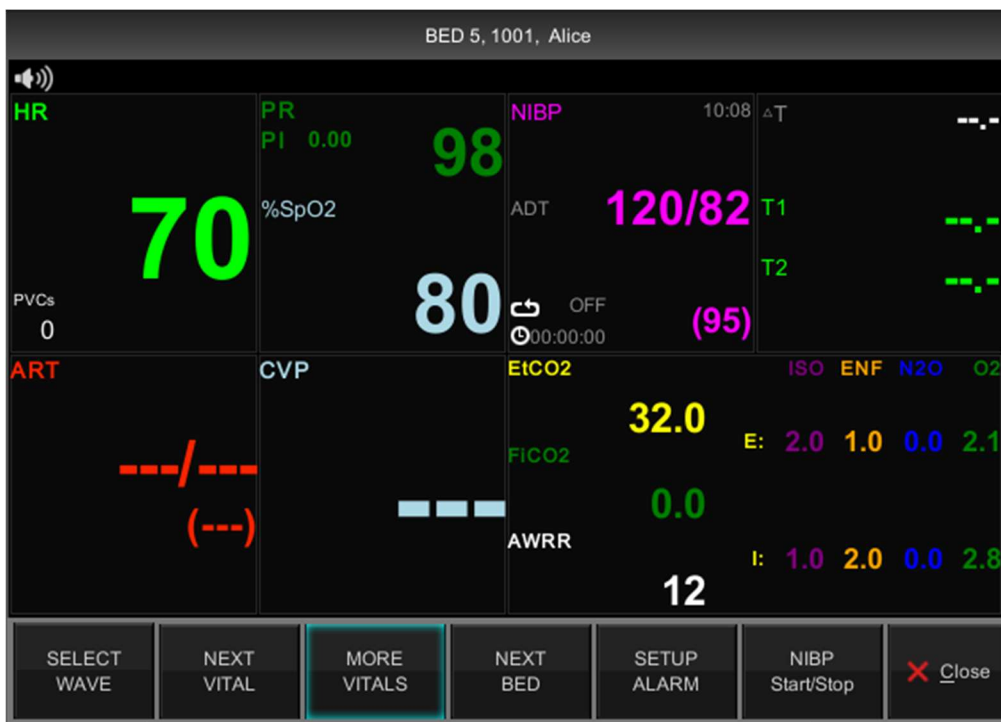 BED 5, 1001, Alice
HR
70
PVCs
0
PR
PI 0.00
98
%SpO2
80
NIBP 10:08
ADT 120/82
OFF
00:00:00
(95)
△T --.-
T1 --.-
T2 --.-
ART
---/---
(---)
CVP
---
EtCO2
32.0
FICO2
0.0
AWRR
12
ISO ENF N2O O2
E: 2.0 1.0 0.0 2.1
I: 1.0 2.0 0.0 2.8
SELECT
WAVE
NEXT
VITAL
MORE
VITALS
NEXT
BED
SETUP
ALARM
NIBP
Start/Stop
Close